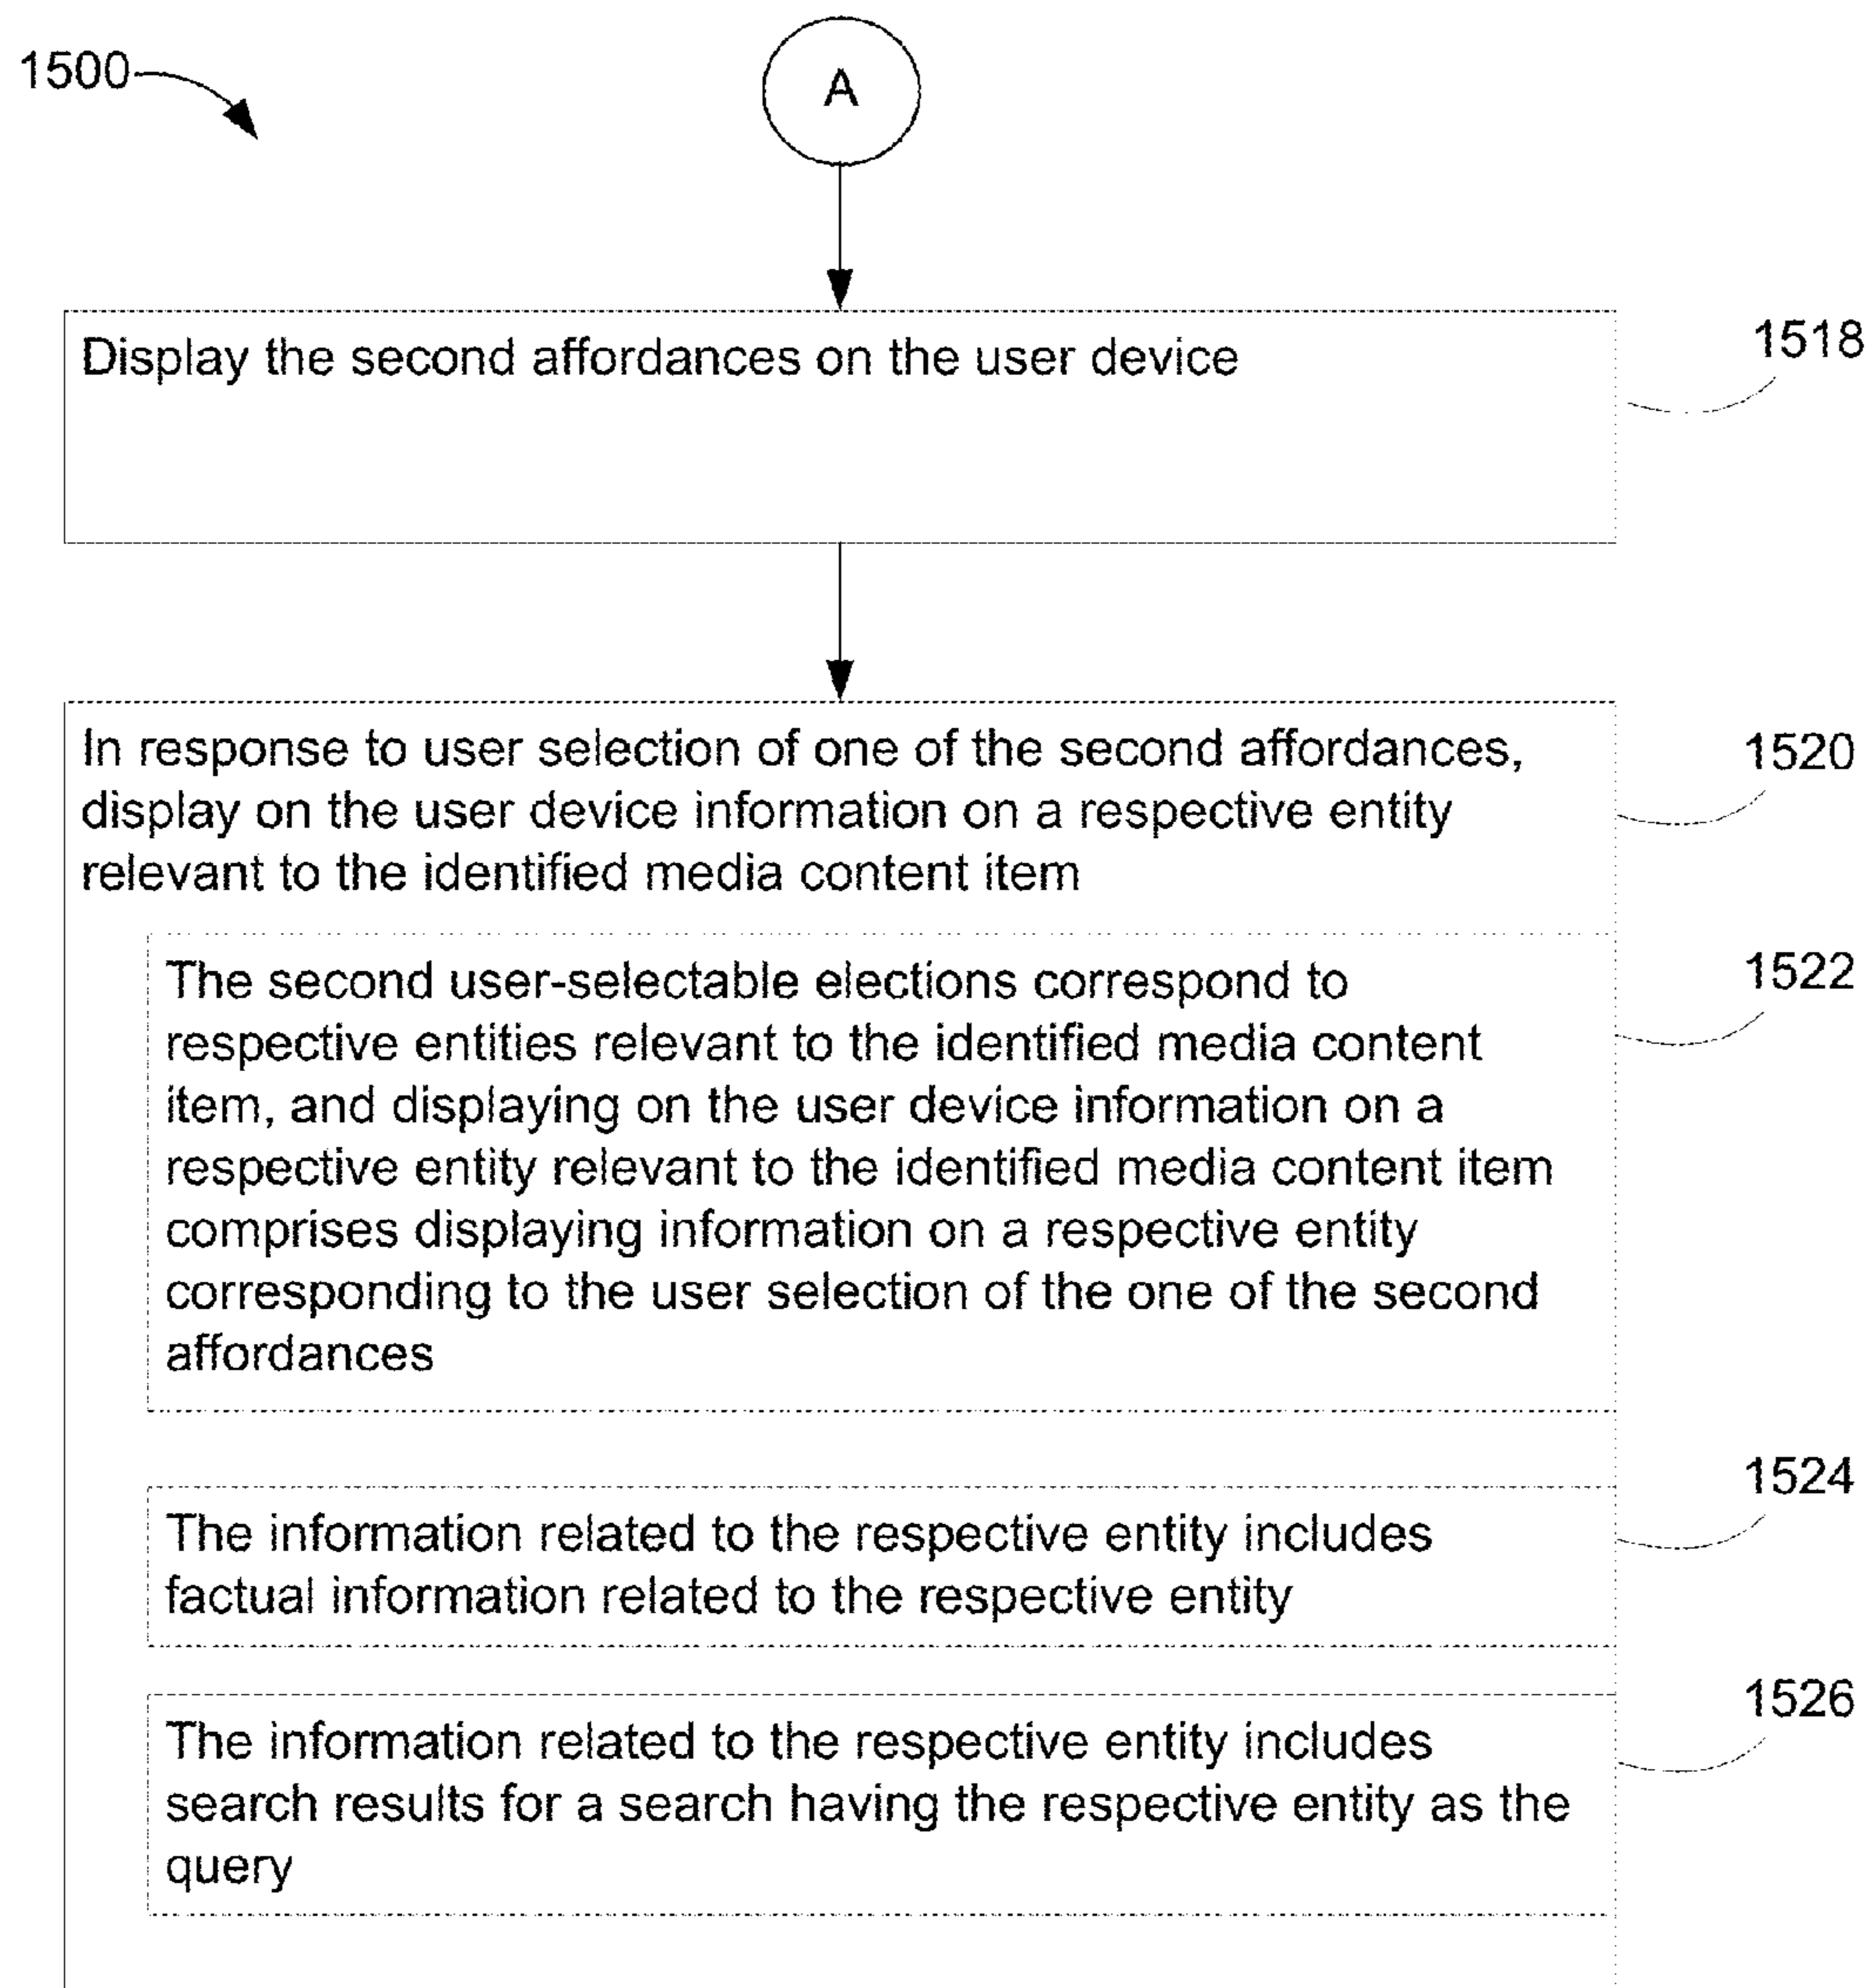 1500
A
Display the second affordances on the user device
1518
In response to user selection of one of the second affordances,
display on the user device information on a respective entity
relevant to the identified media content item
1520
The second user-selectable elections correspond to
respective entities relevant to the identified media content
item, and displaying on the user device information on a
respective entity relevant to the identified media content item
comprises displaying information on a respective entity
corresponding to the user selection of the one of the second
affordances
1522
The information related to the respective entity includes
factual information related to the respective entity
1524
The information related to the respective entity includes
search results for a search having the respective entity as the
query
1526